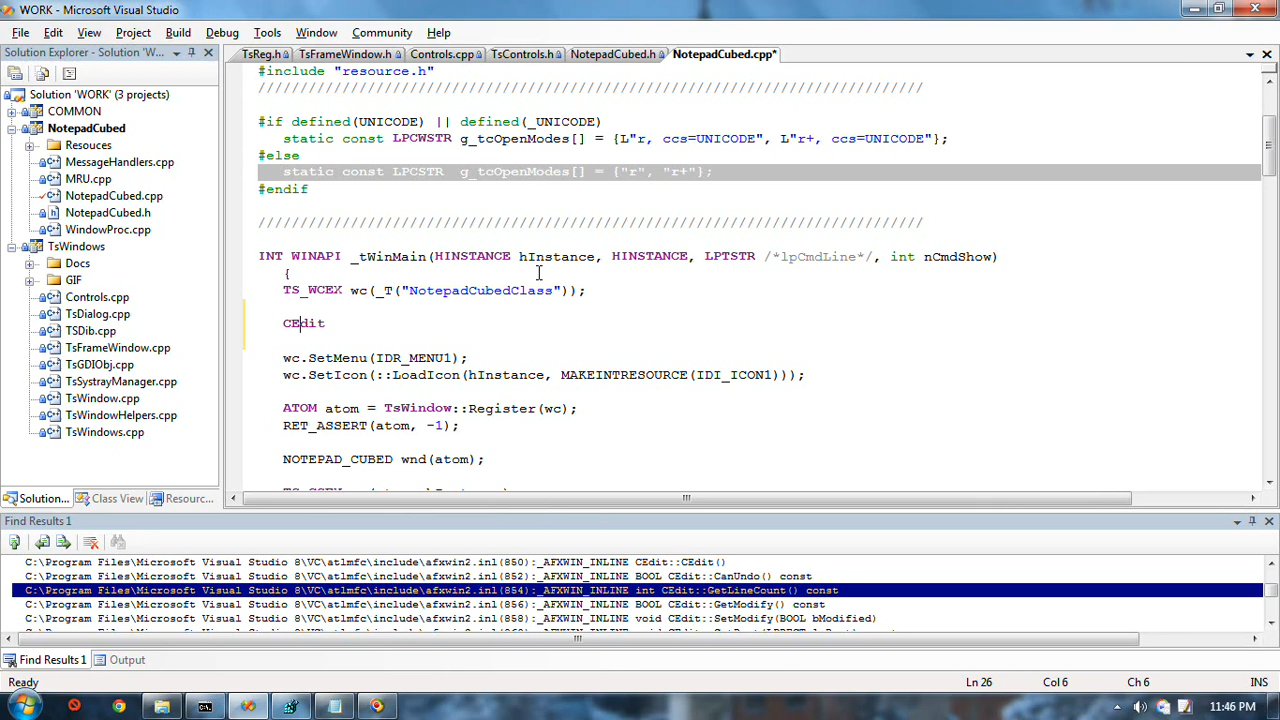 WORK - Microsoft Visual Studio
File Edit View Project Build Debug Tools Window Community Help
Solution Explorer - Solution 'W...
TsReg.h TsFrameWindow.h Controls.cpp TsControls.h NotepadCubed.h NotepadCubed.cpp*
Solution 'WORK' (3 projects)
COMMON
NotepadCubed
Resouces
MessageHandlers.cpp
MRU.cpp
NotepadCubed.cpp
NotepadCubed.h
WindowProc.cpp
TsWindows
Docs
GIF
Controls.cpp
TsDialog.cpp
TSDib.cpp
TsFrameWindow.cpp
TsGDIObj.cpp
TsSystrayManager.cpp
TsWindow.cpp
TsWindowHelpers.cpp
TsWindows.cpp
Solution... Class View Resourc...
#include "resource.h"
///////////////////////////////////////////////////////////////////////////////
#if defined(UNICODE) || defined(_UNICODE)
static const LPCWSTR g_tcOpenModes[] = {L"r, ccs=UNICODE", L"r+, ccs=UNICODE"};
#else
static const LPCSTR g_tcOpenModes[] = {"r", "r+"};
#endif
///////////////////////////////////////////////////////////////////////////////
INT WINAPI _tWinMain(HINSTANCE hInstance, HINSTANCE, LPTSTR /*lpCmdLine*/, int nCmdShow)
{
TS_WCEX wc(_T("NotepadCubedClass"));
CEdit
wc.SetMenu(IDR_MENU1);
wc.SetIcon(::LoadIcon(hInstance, MAKEINTRESOURCE(IDI_ICON1)));
ATOM atom = TsWindow::Register(wc);
RET_ASSERT(atom, -1);
NOTEPAD_CUBED wnd(atom);
Find Results 1
C:\Program Files\Microsoft Visual Studio 8\VC\atlmfc\include\afxwin2.inl(850):_AFXWIN_INLINE CEdit::CEdit()
C:\Program Files\Microsoft Visual Studio 8\VC\atlmfc\include\afxwin2.inl(852):_AFXWIN_INLINE BOOL CEdit::CanUndo() const
C:\Program Files\Microsoft Visual Studio 8\VC\atlmfc\include\afxwin2.inl(854):_AFXWIN_INLINE int CEdit::GetLineCount() const
C:\Program Files\Microsoft Visual Studio 8\VC\atlmfc\include\afxwin2.inl(856):_AFXWIN_INLINE BOOL CEdit::GetModify() const
C:\Program Files\Microsoft Visual Studio 8\VC\atlmfc\include\afxwin2.inl(858):_AFXWIN_INLINE void CEdit::SetModify(BOOL bModified)
Find Results 1 Output
Ready Ln 26 Col 6 Ch 6 INS
11:46 PM